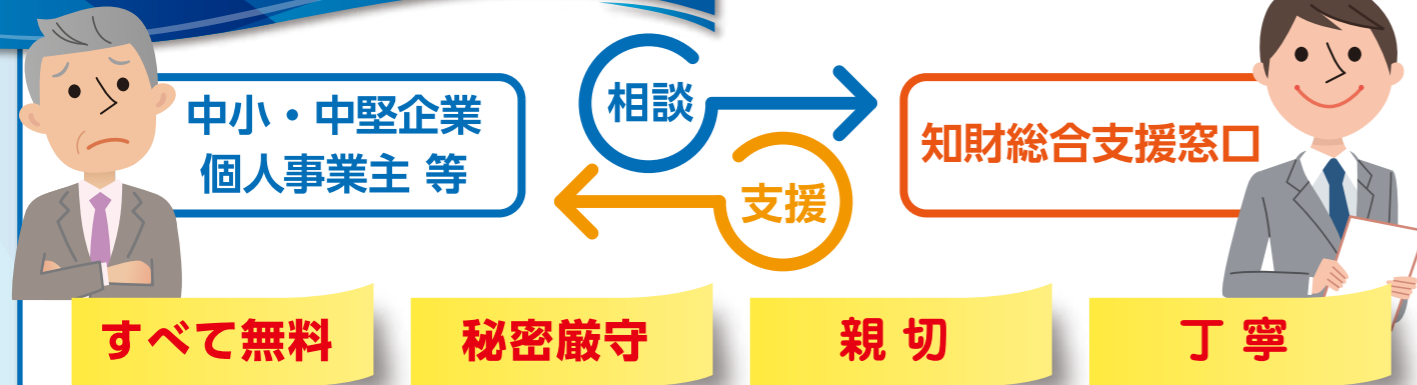 中小・中堅企業
個人事業主 等
相談
支援
知財総合支援窓口
すべて無料
秘密厳守
親切
丁寧